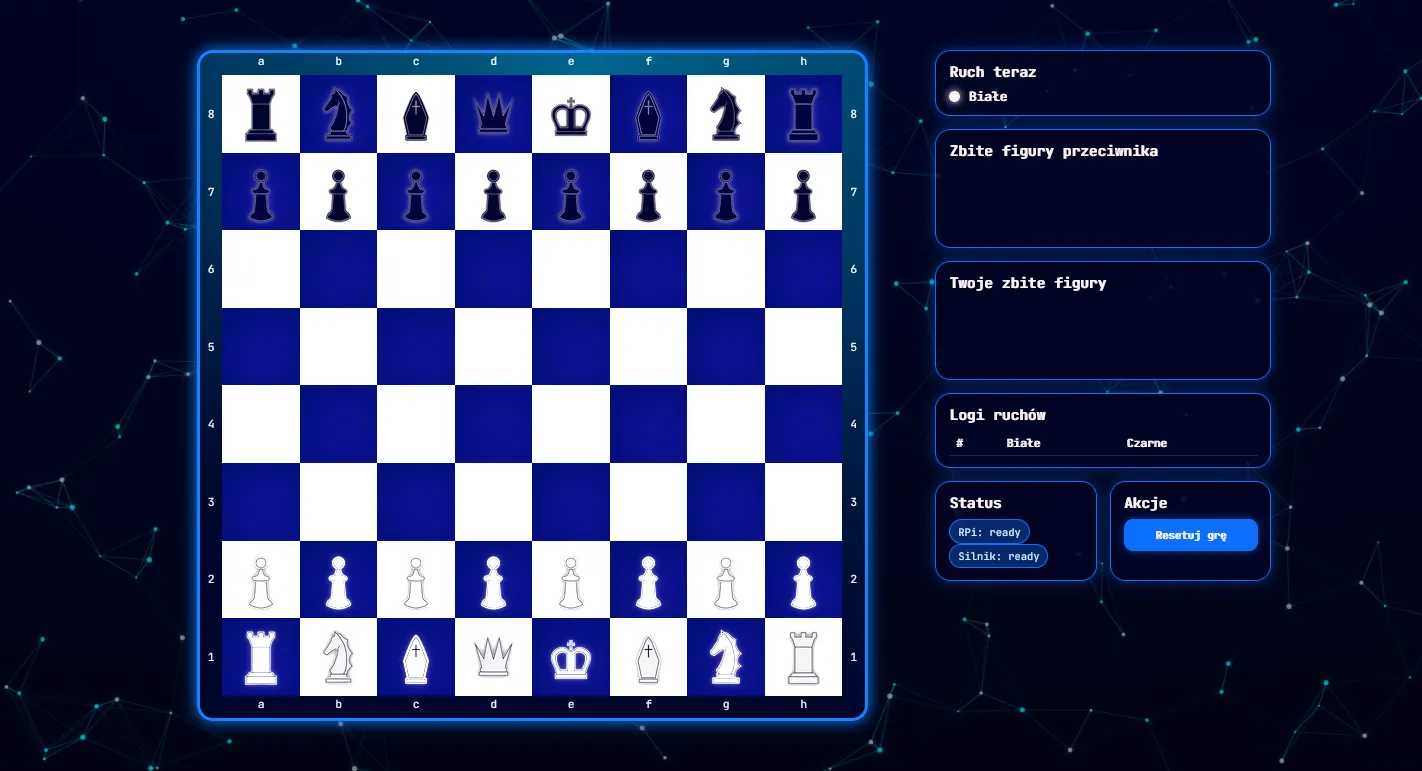 a b c d e f g h
8 8
7 7
6 6
5 5
4 4
3 3
2 2
1 1
a b c d e f g h
Ruch teraz
Białe
Zbite figury przeciwnika
Twoje zbite figury
Logi ruchów
# Białe Czarne
Status
RPi: ready
Silnik: ready
Akcje
Resetuj grę